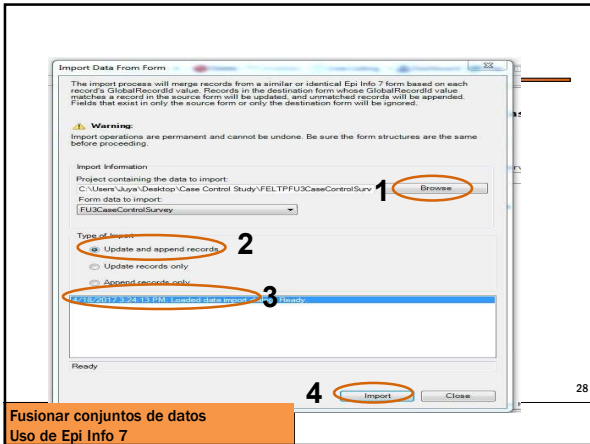 Import Data From Form
The import process will merge records from a similar or identical Epi Info 7 form based on each
record's GlobalRecordId value. Records in the destination form whose GlobalRecordId value
matches a record in the source form will be updated, and unmatched records will be appended.
Fields that exist in only the source form or only the destination form will be ignored.
Warning:
Import operations are permanent and cannot be undone. Be sure the form structures are the same
before proceeding.
Import Information
Project containing the data to import:
C:\Users\Juya\Desktop\Case Control Study\FELTPFU3CaseControlSurv
1
Browse
Form data to import:
FU3CaseControlSurvey
Type of Import
2
Update and append records
Update records only
Append records only
4/18/2017 3:24:13 PM: Loaded data import
3
Ready
Ready
4
Import
Close
28
Fusionar conjuntos de datos
Uso de Epi Info 7